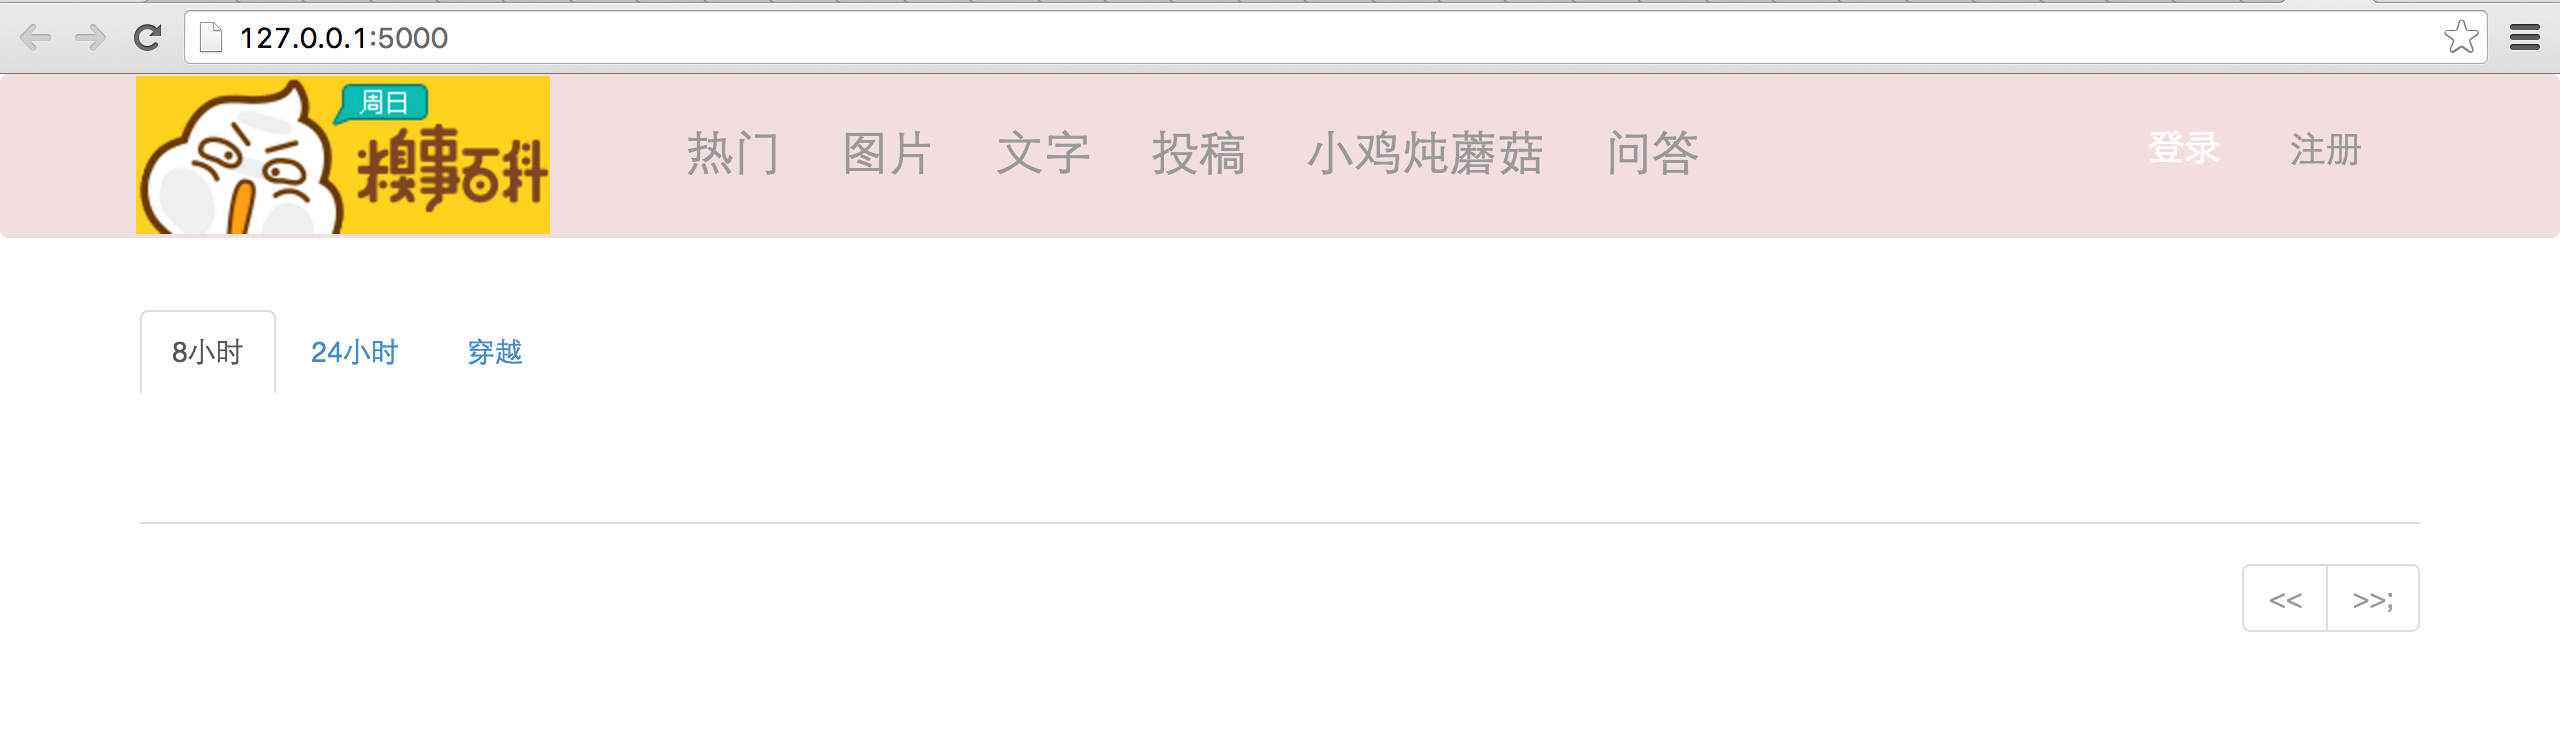 127.0.0.1:5000
周日
糗事百科
热门 图片 文字 投稿 小鸡炖蘑菇 问答 登录 注册
8小时 24小时 穿越
<< >>;